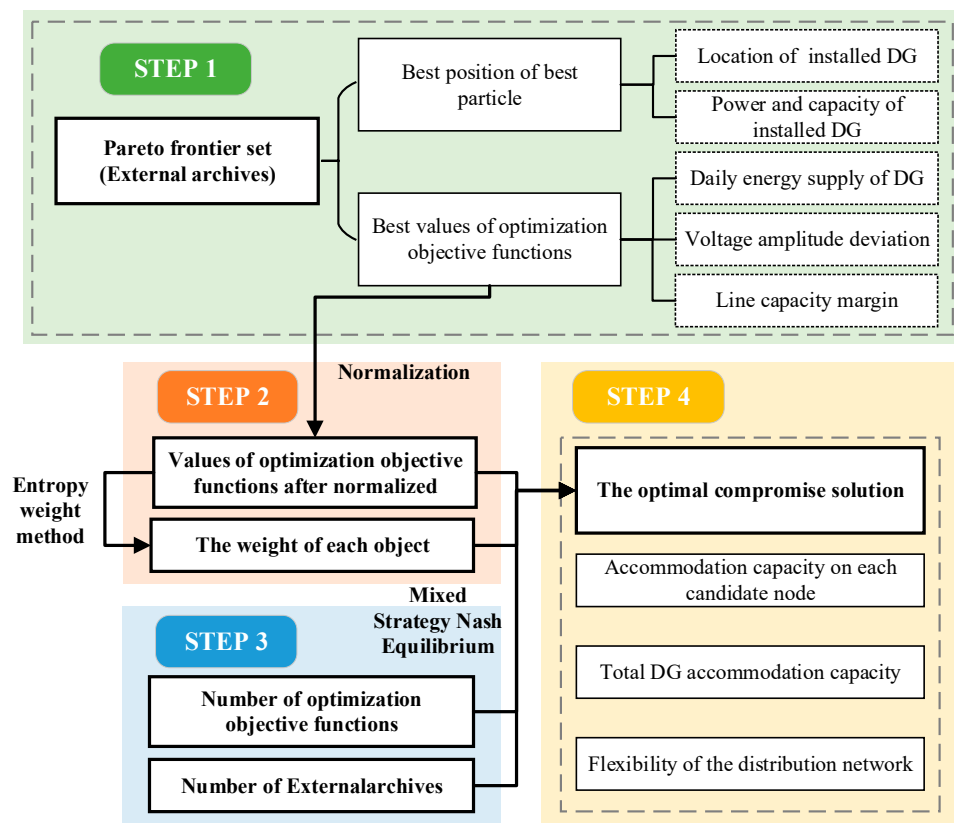 STEP 1
Pareto frontier set
(External archives)
Best position of best
particle
Best values of optimization
objective functions
Location of installed DG
Power and capacity of
installed DG
Daily energy supply of DG
Voltage amplitude deviation
Line capacity margin
Normalization
STEP 2
Values of optimization objective
functions after normalized
Entropy
weight
method
The weight of each object
Mixed
Strategy Nash
Equilibrium
STEP 3
Number of optimization
objective functions
Number of Externalarchives
STEP 4
The optimal compromise solution
Accommodation capacity on each
candidate node
Total DG accommodation capacity
Flexibility of the distribution network